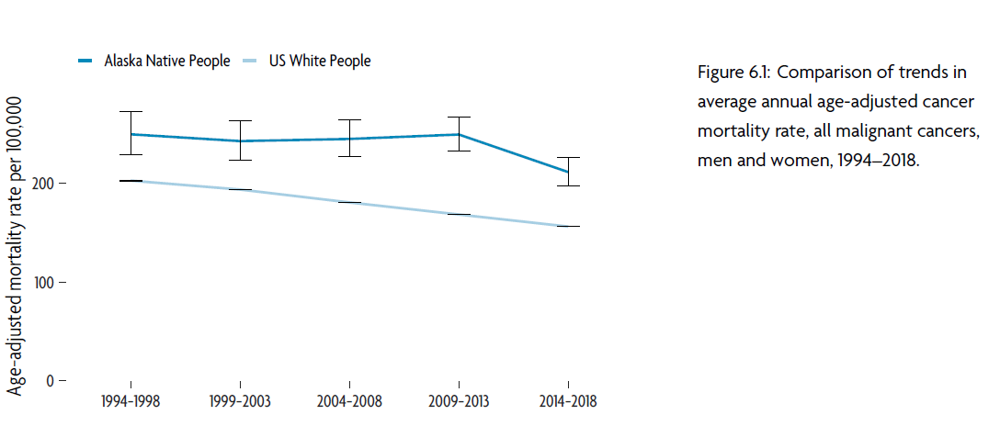 Alaska Native People
US White People
Age-adjusted mortality rate per 100,000
200
100
0
1994–1998
1999–2003
2004–2008
2009–2013
2014–2018
Figure 6.1: Comparison of trends in
average annual age-adjusted cancer
mortality rate, all malignant cancers,
men and women, 1994–2018.